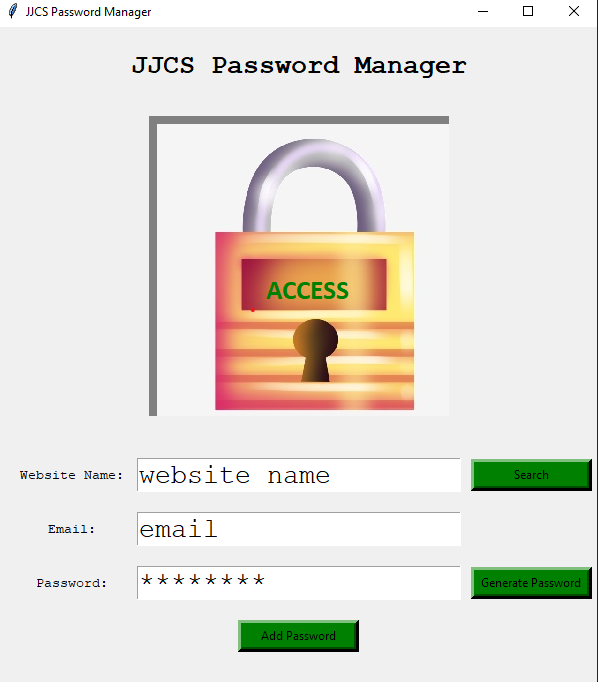 JJCS Password Manager
JJCS Password Manager
ACCESS
Website Name: website name Search
Email: email
Password: ******** Generate Password
Add Password